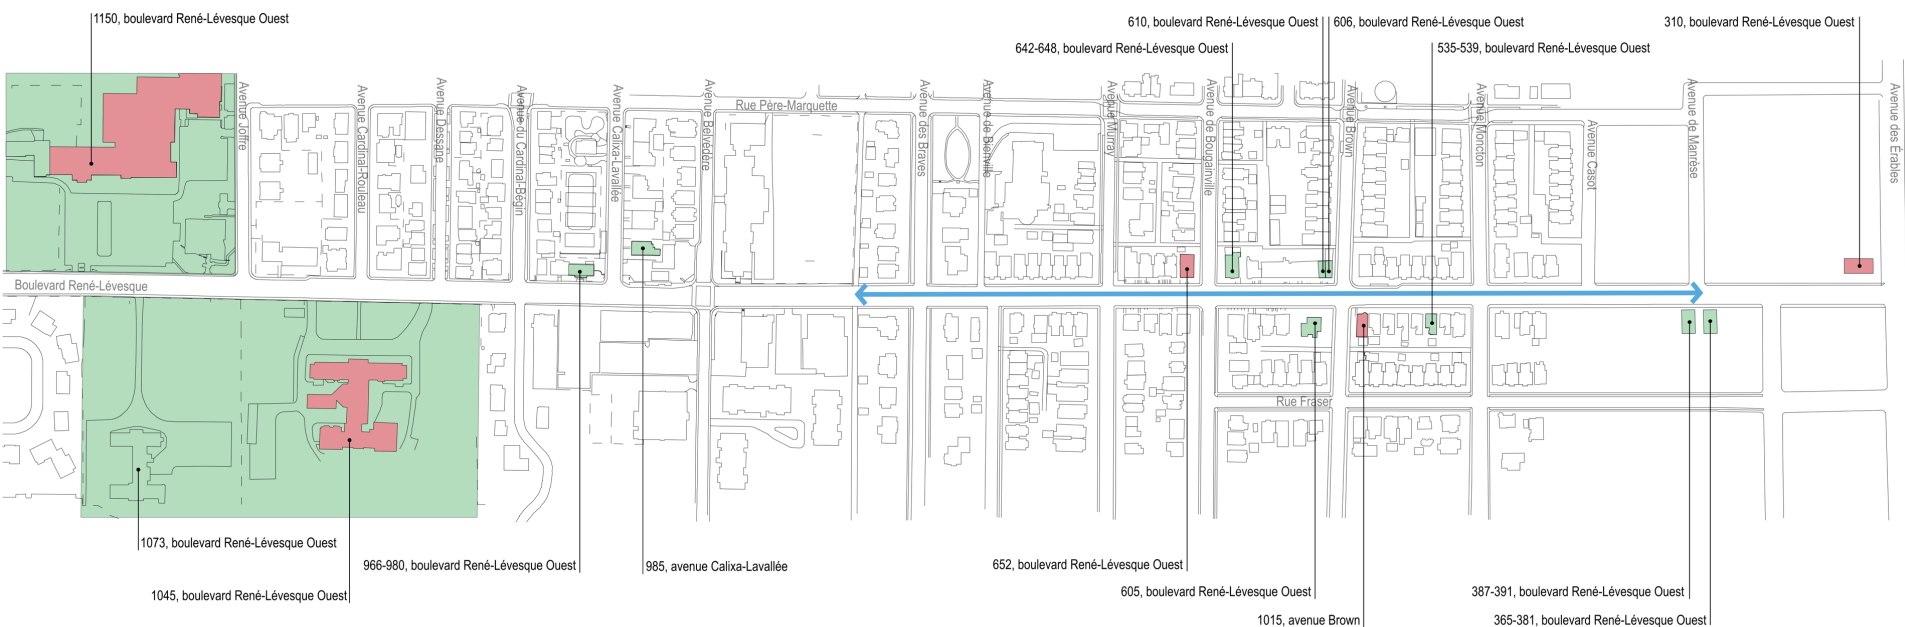 1150, boulevard René-Lévesque Ouest
610, boulevard René-Lévesque Ouest
606, boulevard René-Lévesque Ouest
310, boulevard René-Lévesque Ouest
642-648, boulevard René-Lévesque Ouest
535-539, boulevard René-Lévesque Ouest
Avenue Joffre
Avenue Cardinal-Rouleau
Avenue Dessane
Avenue du Cardinal-Bégin
Avenue Calixa-Lavallée
Avenue Belvédère
Rue Père-Marquette
Avenue des Braves
Avenue de Bienville
Avenue Murray
Avenue de Bougainville
Avenue Brown
Avenue Moncton
Avenue Casot
Avenue de Manrèse
Avenue des Érables
Boulevard René-Lévesque
Rue Fraser
1073, boulevard René-Lévesque Ouest
966-980, boulevard René-Lévesque Ouest
985, avenue Calixa-Lavallée
652, boulevard René-Lévesque Ouest
1045, boulevard René-Lévesque Ouest
605, boulevard René-Lévesque Ouest
387-391, boulevard René-Lévesque Ouest
1015, avenue Brown
365-381, boulevard René-Lévesque Ouest